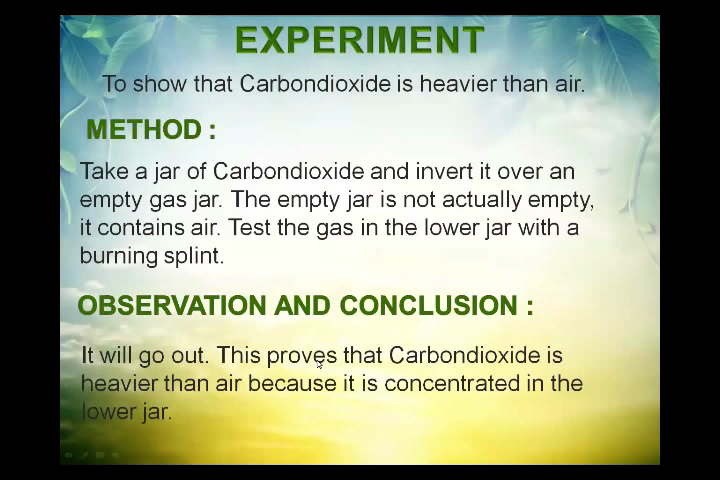 EXPERIMENT
To show that Carbondioxide is heavier than air.
METHOD :
Take a jar of Carbondioxide and invert it over an
empty gas jar. The empty jar is not actually empty,
it contains air. Test the gas in the lower jar with a
burning splint.
OBSERVATION AND CONCLUSION :
It will go out. This proves that Carbondioxide is
heavier than air because it is concentrated in the
lower jar.